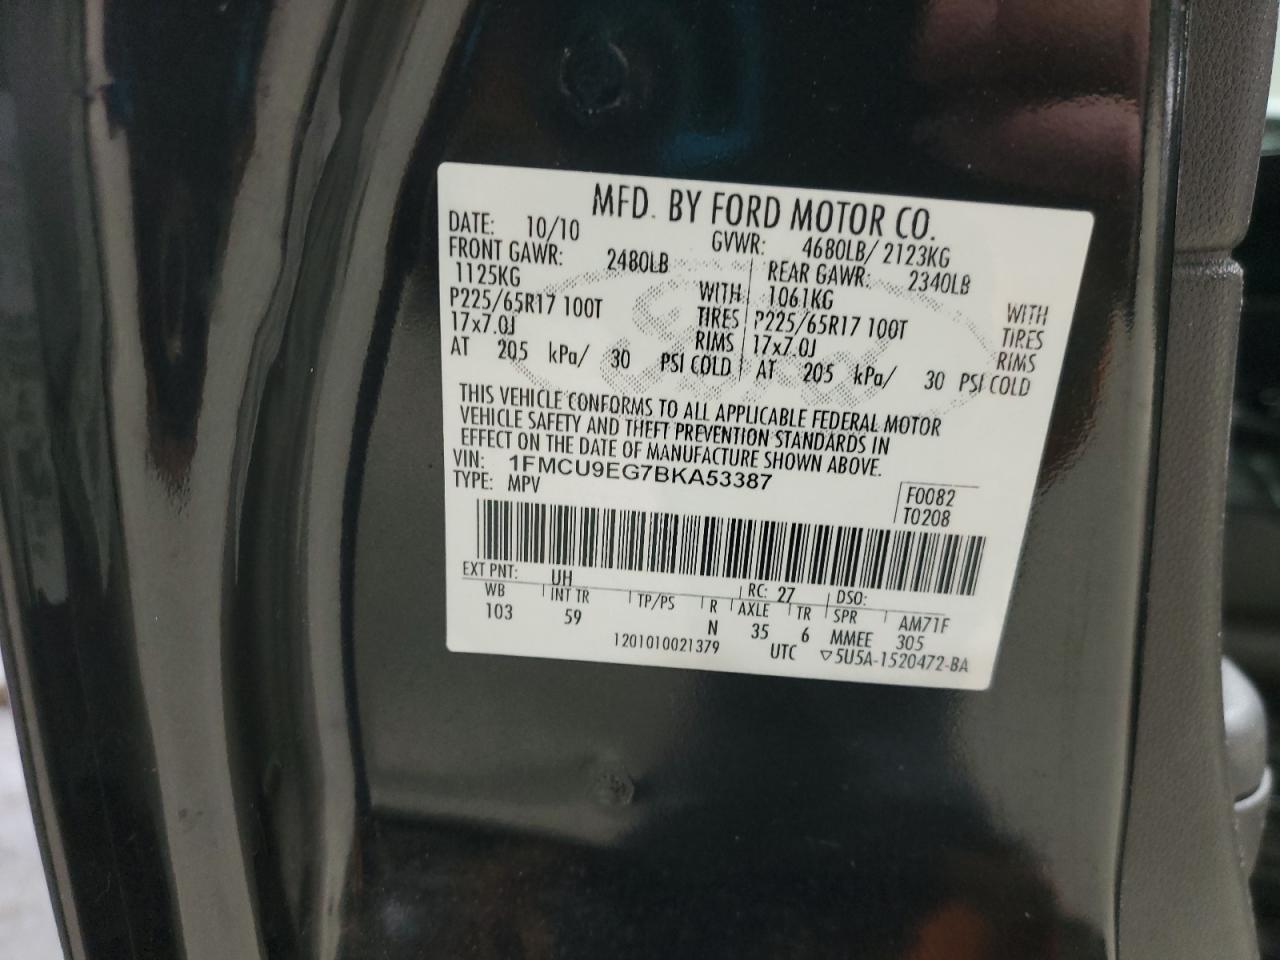 MFD. BY FORD MOTOR CO.
DATE: 10/10 GVWR: 4680LB/ 2123KG
FRONT GAWR: 2480LB REAR GAWR: 2340LB
1125KG WITH 1061KG WITH
P225/65R17 100T TIRES P225/65R17 100T TIRES
17x7.0J RIMS 17x7.0J RIMS
AT 205 kPa/ 30 PSI COLD AT 205 kPa/ 30 PSI COLD
THIS VEHICLE CONFORMS TO ALL APPLICABLE FEDERAL MOTOR
VEHICLE SAFETY AND THEFT PREVENTION STANDARDS IN
EFFECT ON THE DATE OF MANUFACTURE SHOWN ABOVE.
VIN: 1FMCU9EG7BKA53387
TYPE: MPV
F0082
T0208
EXT PNT: UH RC: 27 DSO:
WB INT TR TP/PS R AXLE TR SPR AM71F
103 59 N 35 6 MMEE 305
1201010021379 UTC ▽5U5A-1520472-BA